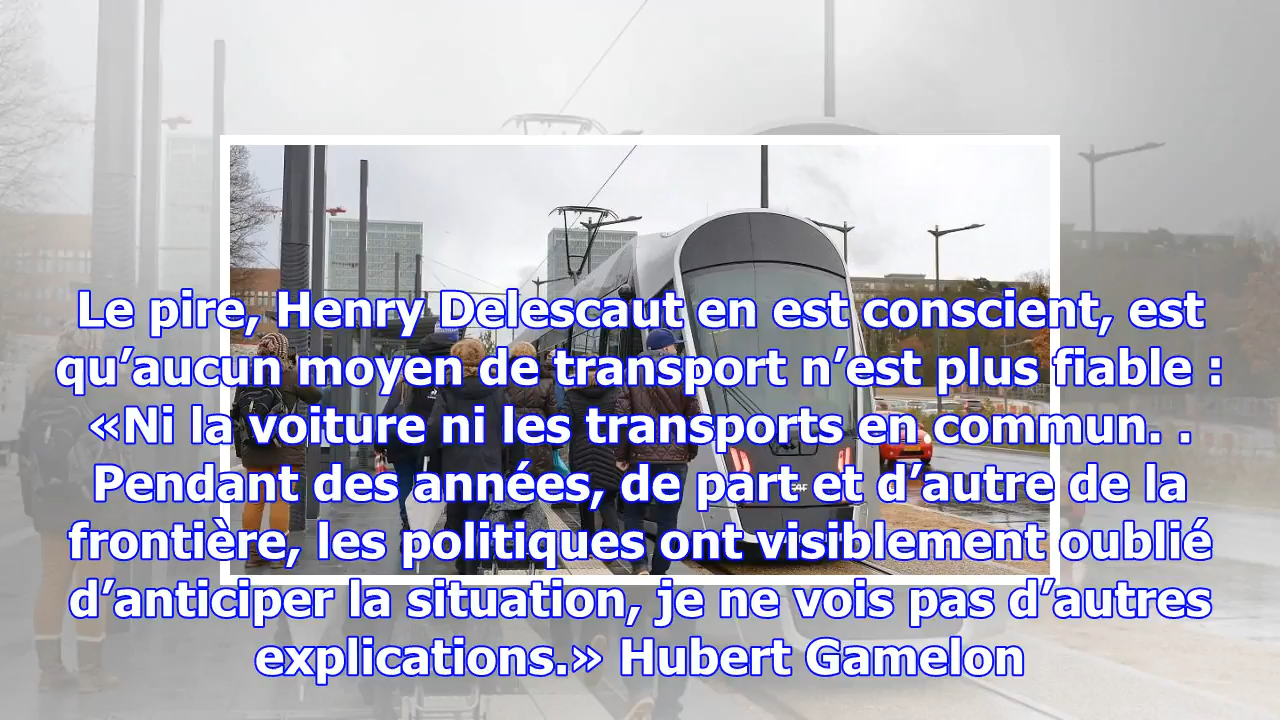 Le pire, Henry Delescaut en est conscient, est
qu’aucun moyen de transport n’est plus fiable :
«Ni la voiture ni les transports en commun. .
Pendant des années, de part et d’autre de la
frontière, les politiques ont visiblement oublié
d’anticiper la situation, je ne vois pas d’autres
explications.» Hubert Gamelon
CAF